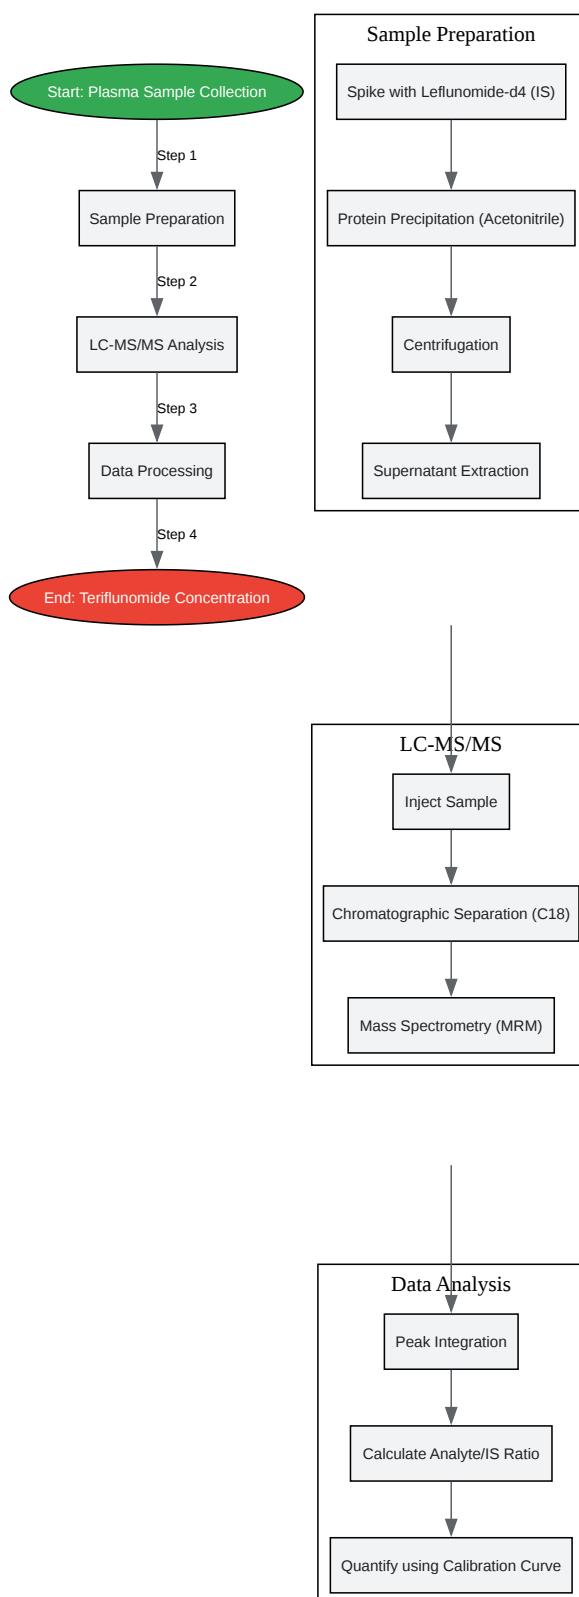 Start: Plasma Sample Collection
Step 1
Sample Preparation
Step 2
LC-MS/MS Analysis
Step 3
Data Processing
Step 4
End: Teriflunomide Concentration
Sample Preparation
Spike with Leflunomide-d4 (IS)
Protein Precipitation (Acetonitrile)
Centrifugation
Supernatant Extraction
LC-MS/MS
Inject Sample
Chromatographic Separation (C18)
Mass Spectrometry (MRM)
Data Analysis
Peak Integration
Calculate Analyte/IS Ratio
Quantify using Calibration Curve